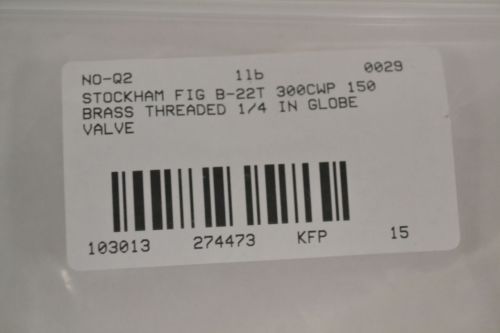 NO-Q2 1lb 0029
STOCKHAM FIG B-22T 300CWP 150
BRASS THREADED 1/4 IN GLOBE
VALVE
103013 274473 KFP 15